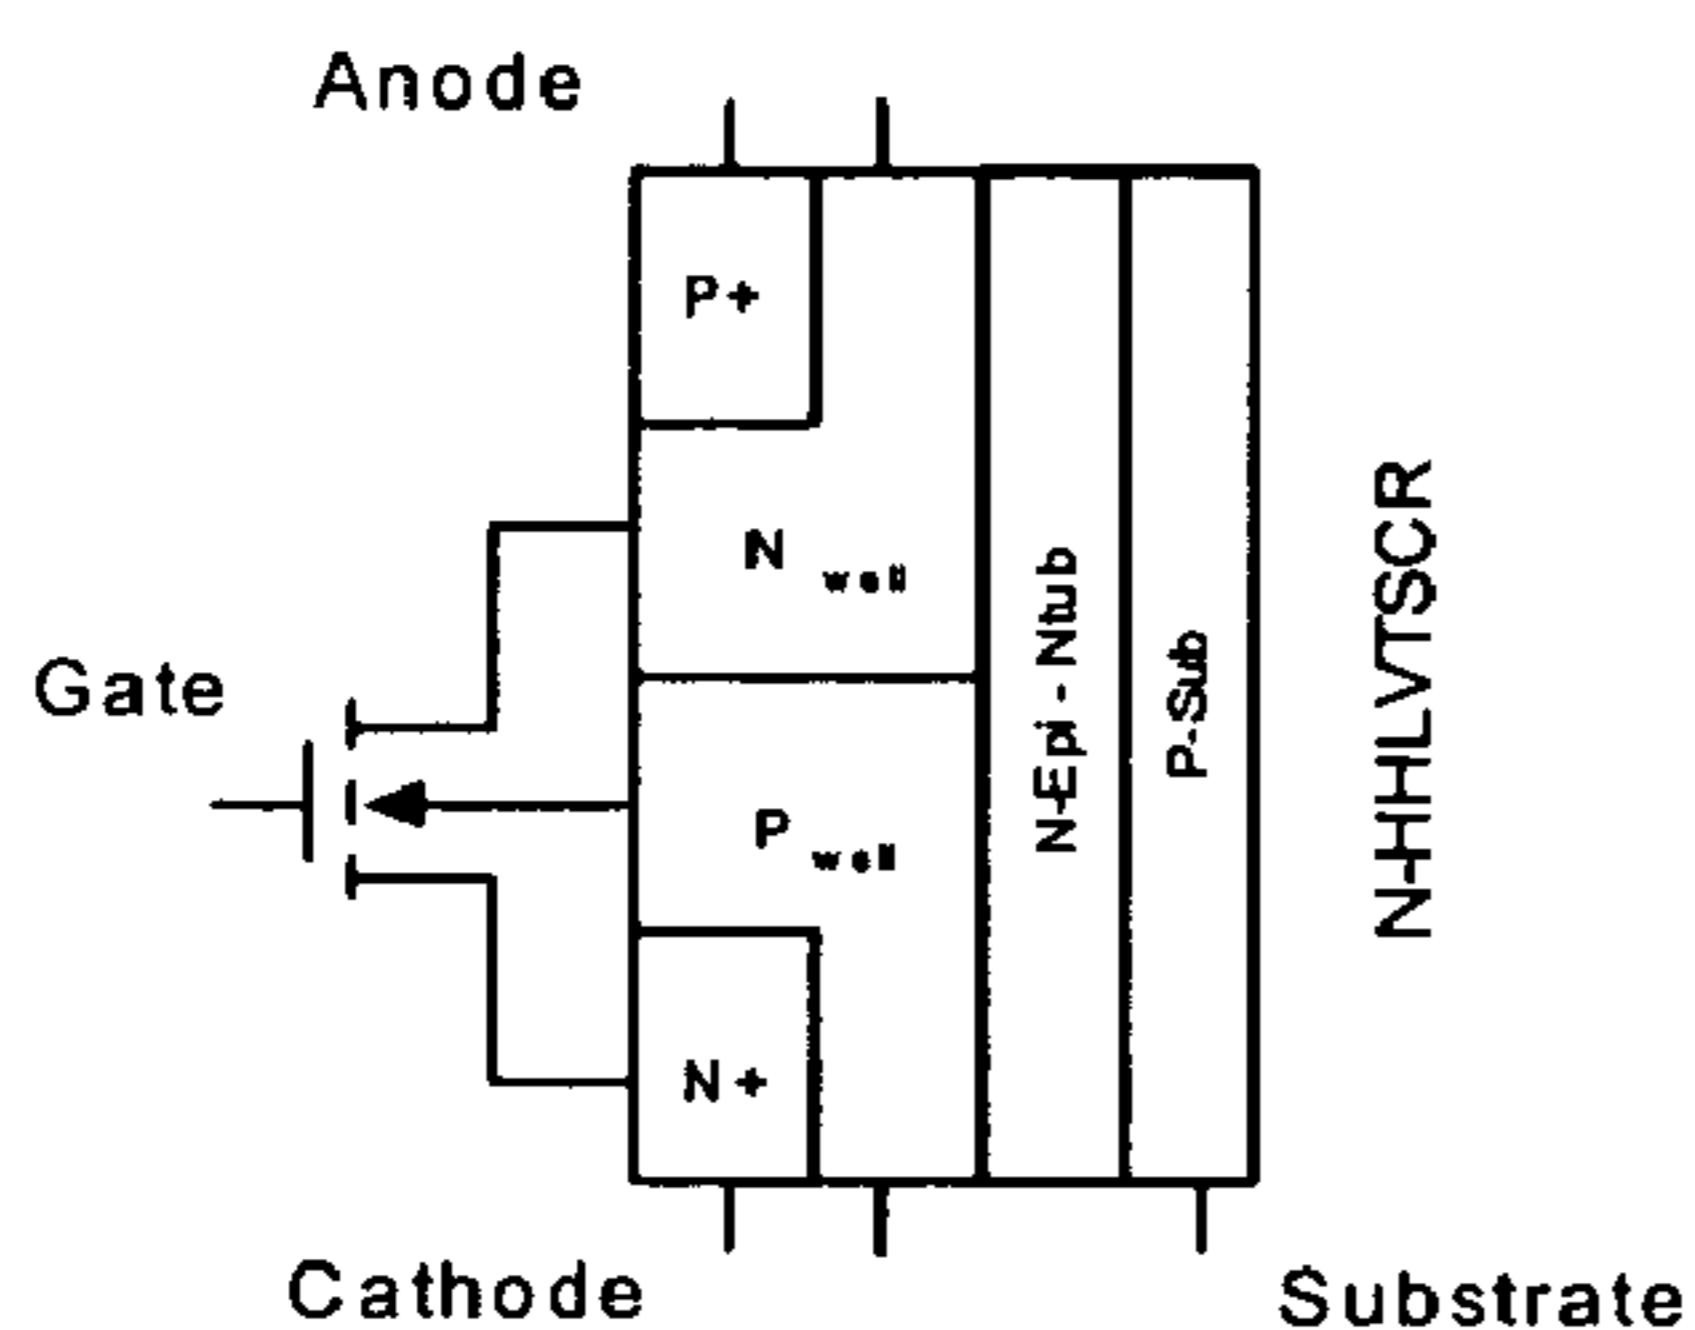 Anode
P+
N well
Gate
P well
N+
N-Epi - Ntub
P-Sub
N-HHLVTSCR
Cathode
Substrate